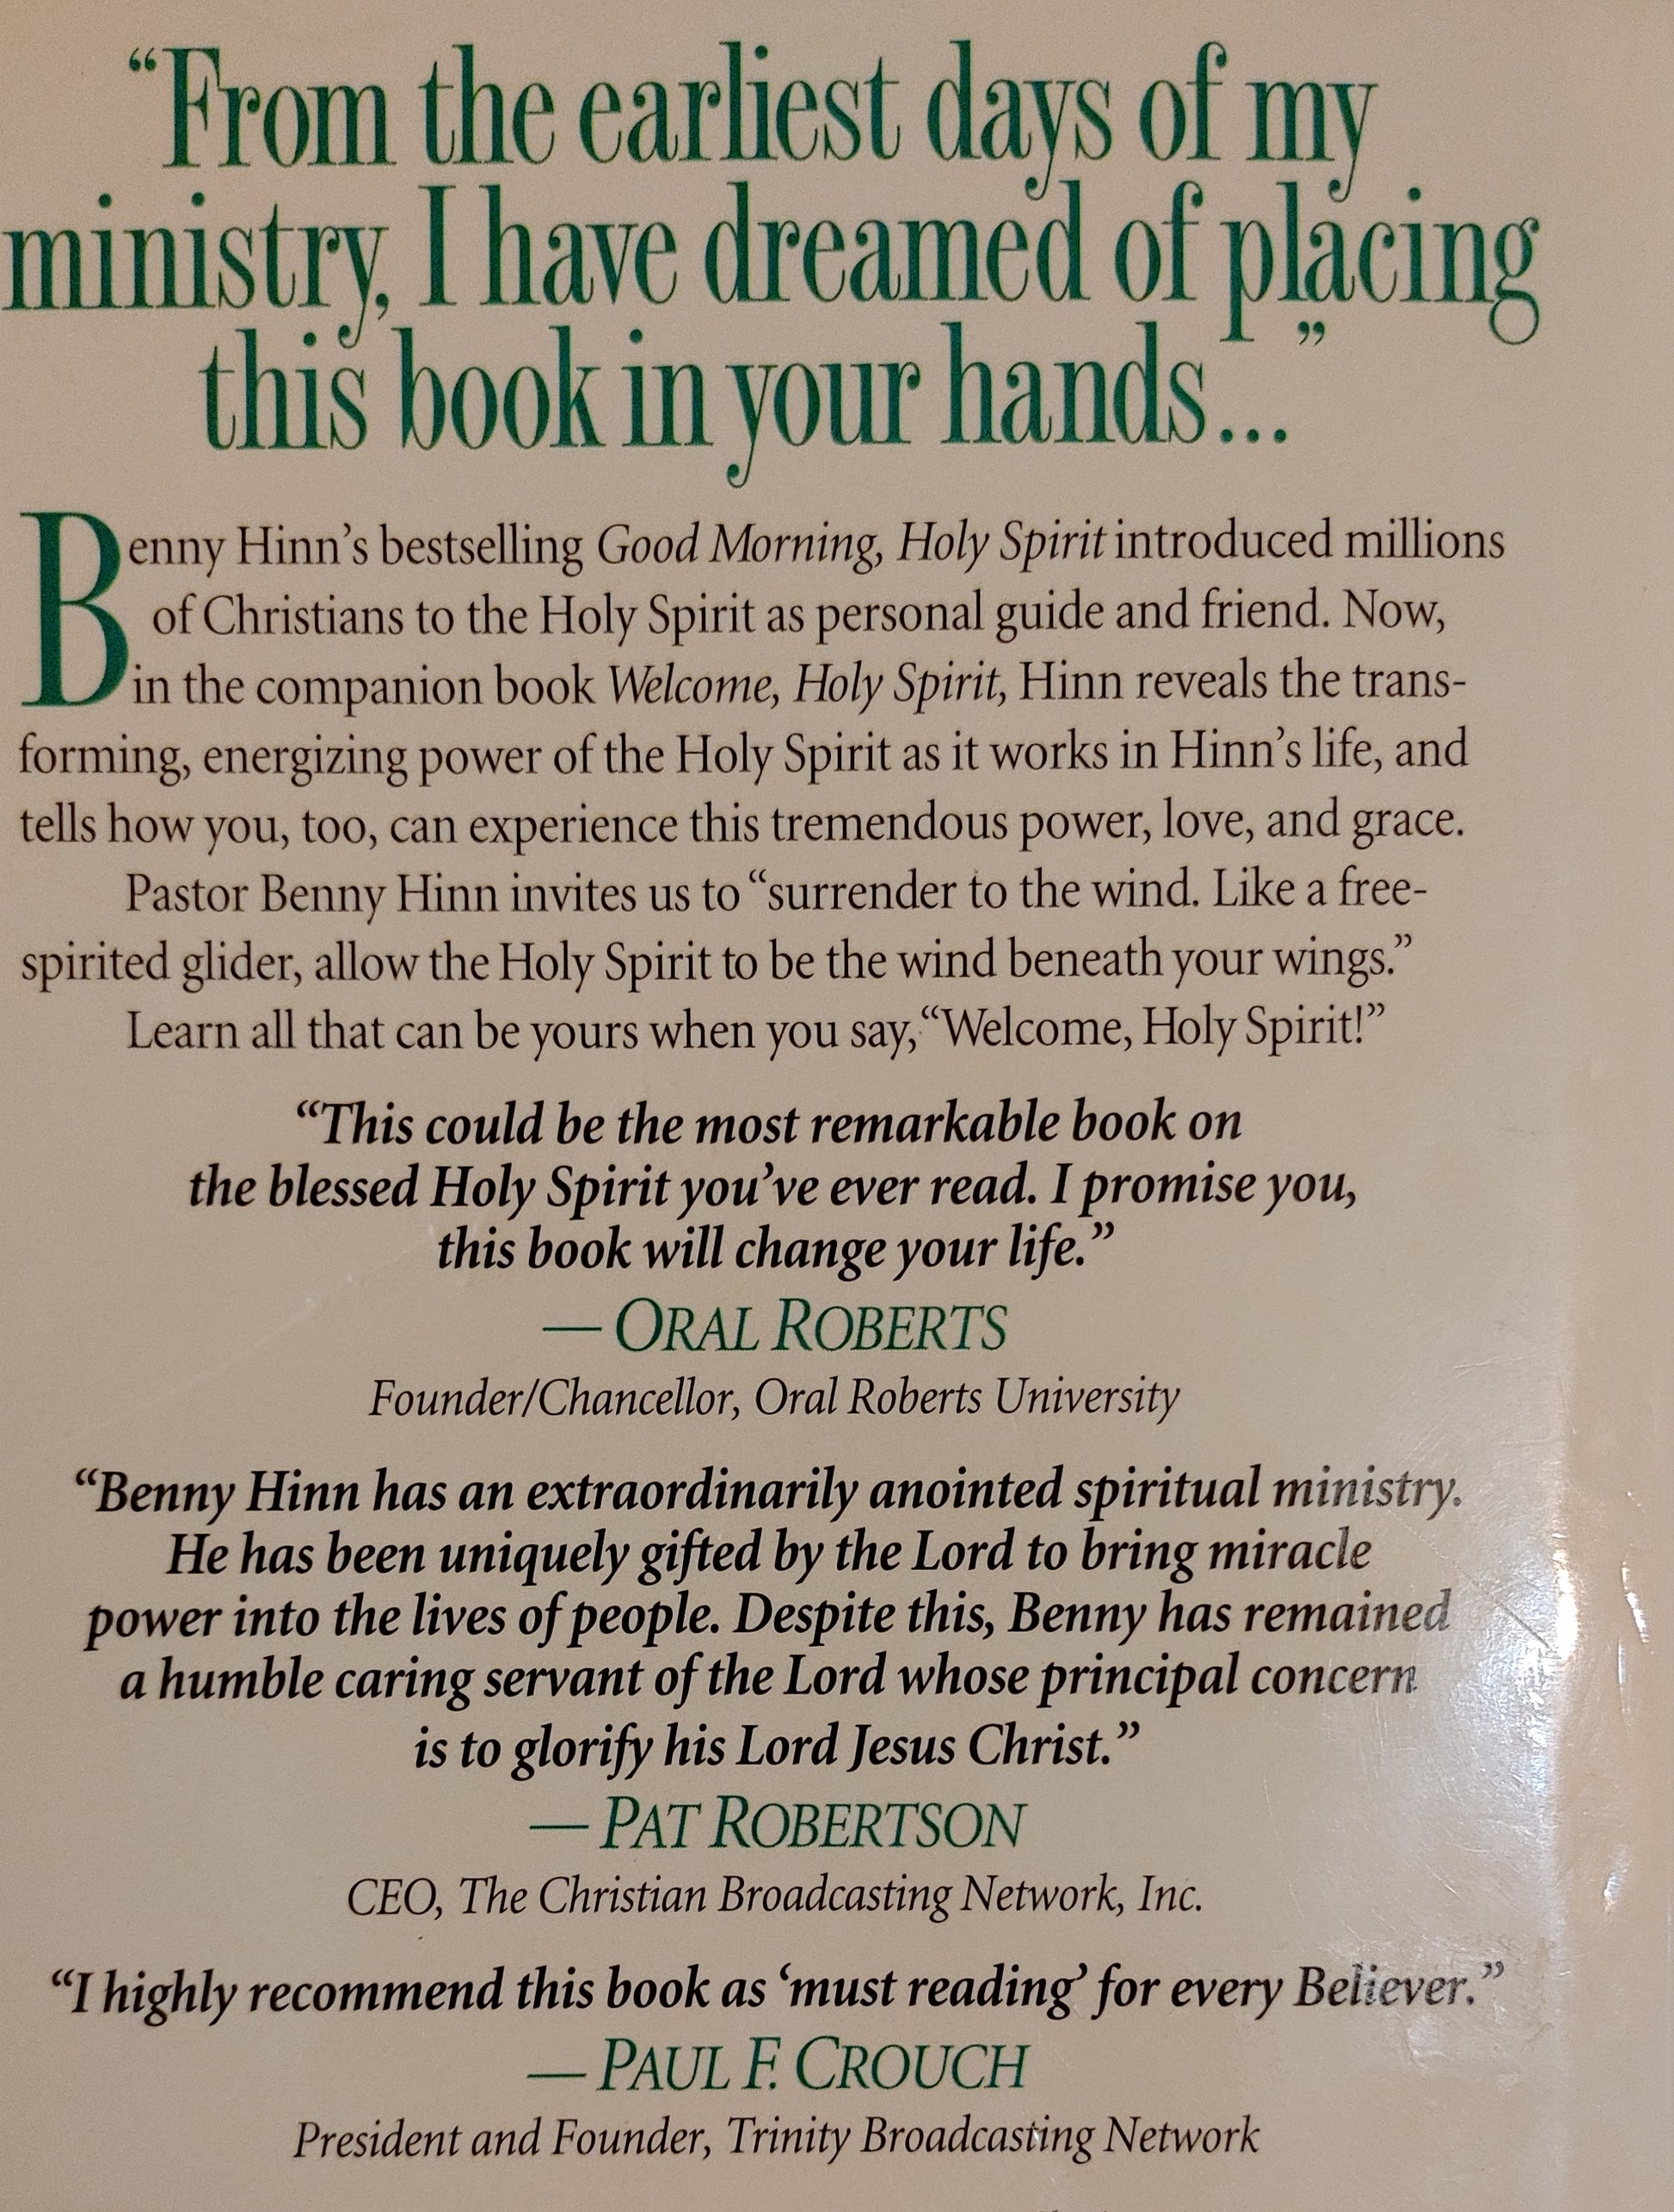 “From the earliest days of my
ministry, I have dreamed of placing
this book in your hands...”
Benny Hinn’s bestselling Good Morning, Holy Spirit introduced millions
of Christians to the Holy Spirit as personal guide and friend. Now,
in the companion book Welcome, Holy Spirit, Hinn reveals the trans-
forming, energizing power of the Holy Spirit as it works in Hinn’s life, and
tells how you, too, can experience this tremendous power, love, and grace.
Pastor Benny Hinn invites us to “surrender to the wind. Like a free-
spirited glider, allow the Holy Spirit to be the wind beneath your wings.”
Learn all that can be yours when you say, “Welcome, Holy Spirit!”
“This could be the most remarkable book on
the blessed Holy Spirit you’ve ever read. I promise you,
this book will change your life.”
— ORAL ROBERTS
Founder/Chancellor, Oral Roberts University
“Benny Hinn has an extraordinarily anointed spiritual ministry.
He has been uniquely gifted by the Lord to bring miracle
power into the lives of people. Despite this, Benny has remained
a humble caring servant of the Lord whose principal concern
is to glorify his Lord Jesus Christ.”
— PAT ROBERTSON
CEO, The Christian Broadcasting Network, Inc.
“I highly recommend this book as ‘must reading’ for every Believer.”
— PAUL F. CROUCH
President and Founder, Trinity Broadcasting Network